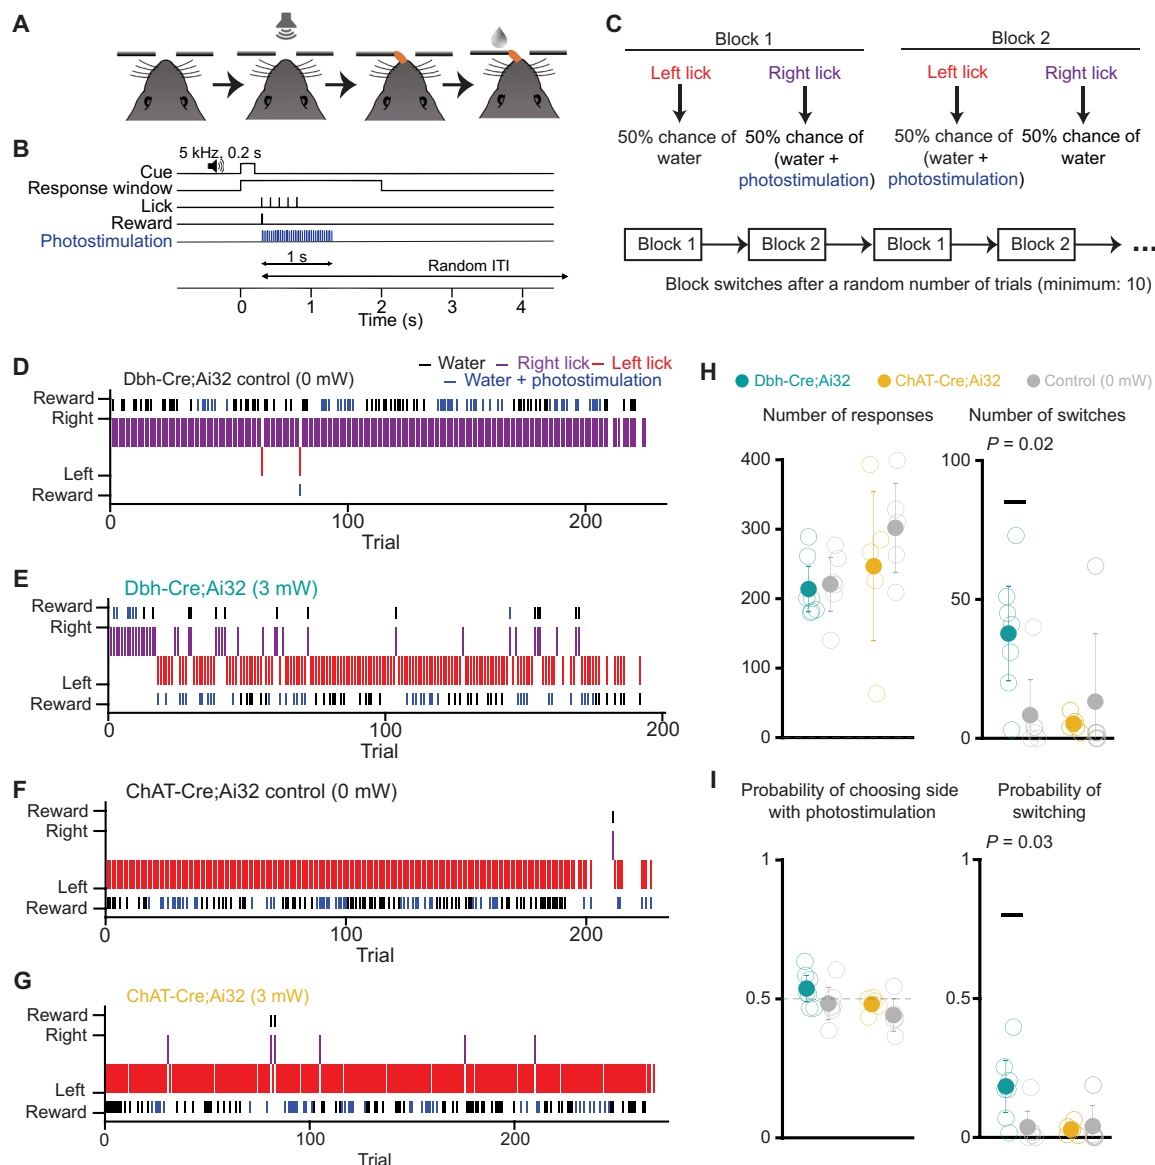 A
B
5 kHz, 0.2 s
Cue
Response window
Lick
Reward
Photostimulation
1 s
Random ITI
0 1 2 3 4
Time (s)
C
Block 1
Block 2
Left lick
Right lick
Left lick
Right lick
50% chance of
water
50% chance of
(water +
photostimulation)
50% chance of
(water +
photostimulation)
50% chance of
water
Block 1
Block 2
Block 1
Block 2
...
Block switches after a random number of trials (minimum: 10)
D
Water
Right lick
Left lick
Water + photostimulation
Dbh-Cre;Ai32 control (0 mW)
Reward
Right
Left
Reward
0 100 200
Trial
E
Dbh-Cre;Ai32 (3 mW)
Reward
Right
Left
Reward
0 100 200
Trial
F
ChAT-Cre;Ai32 control (0 mW)
Reward
Right
Left
Reward
0 100 200
Trial
G
ChAT-Cre;Ai32 (3 mW)
Reward
Right
Left
Reward
0 100 200
Trial
H
Dbh-Cre;Ai32
ChAT-Cre;Ai32
Control (0 mW)
Number of responses
400
300
200
100
0
Number of switches
P = 0.02
100
50
0
I
Probability of choosing side
with photostimulation
1
0.5
0
Probability of
switching
P = 0.03
1
0.5
0